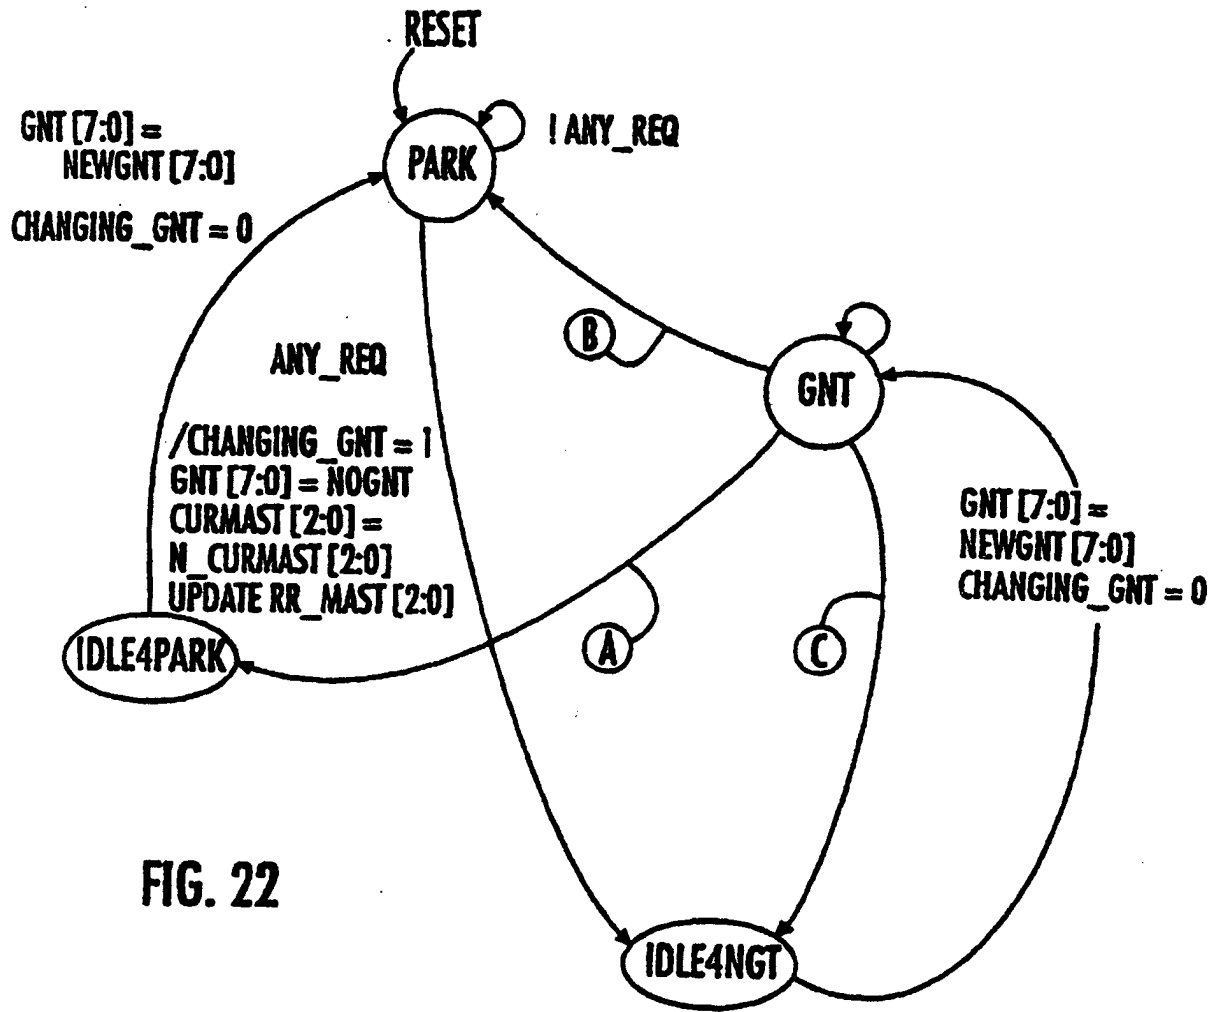 RESET
GNT [7:0] =
NEWGNT [7:0]
CHANGING_GNT = 0
PARK
! ANY_REQ
B
ANY_REQ
/CHANGING_GNT = 1
GNT [7:0] = NOGNT
CURMAST [2:0] =
N_CURMAST [2:0]
UPDATE RR_MAST [2:0]
GNT
GNT [7:0] =
NEWGNT [7:0]
CHANGING_GNT = 0
IDLE4PARK
A
C
FIG. 22
IDLE4NGT